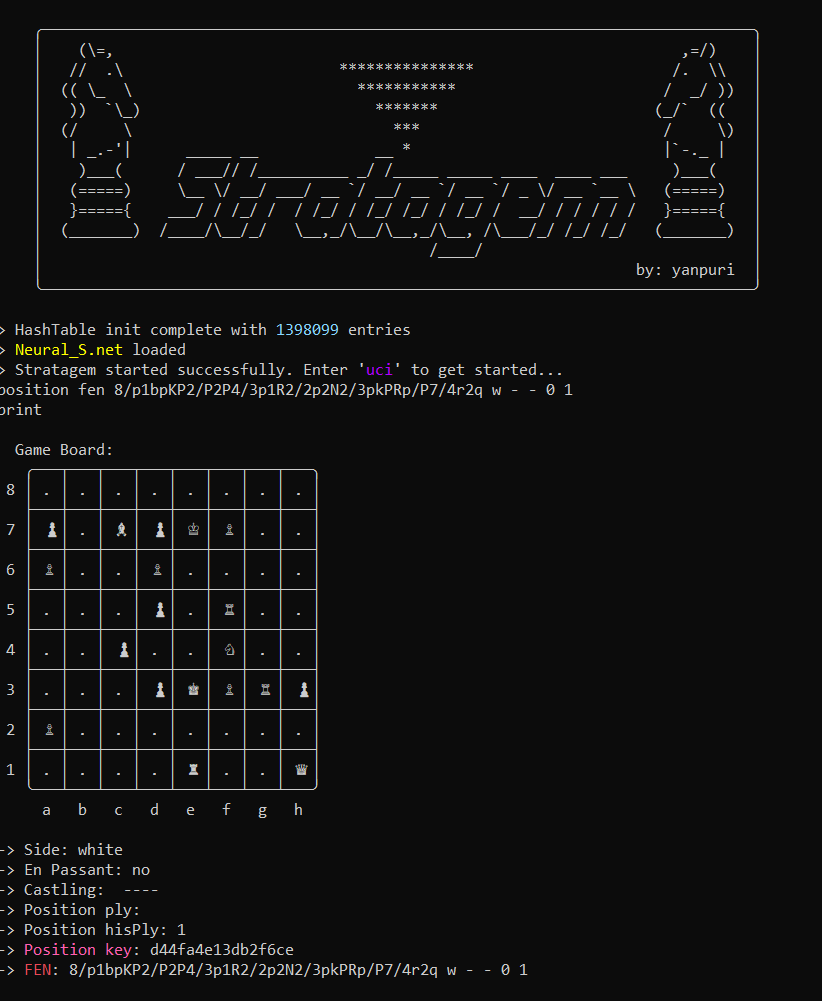 Stratagem
by: yanpuri
> HashTable init complete with 1398099 entries
> Neural_S.net loaded
> Stratagem started successfully. Enter 'uci' to get started...
position fen 8/p1bpKP2/P2P4/3p1R2/2p2N2/3pkPRp/P7/4r2q w - - 0 1
print
Game Board:
8 . . . . . . . .
7 ♟ . ♝ ♟ ♔ ♙ . .
6 ♙ . . ♙ . . . .
5 . . . ♟ . ♖ . .
4 . . ♟ . . ♘ . .
3 . . . ♟ ♚ ♙ ♖ ♟
2 ♙ . . . . . . .
1 . . . . ♜ . . ♛
a b c d e f g h
-> Side: white
-> En Passant: no
-> Castling: ----
-> Position ply:
-> Position hisPly: 1
-> Position key: d44fa4e13db2f6ce
-> FEN: 8/p1bpKP2/P2P4/3p1R2/2p2N2/3pkPRp/P7/4r2q w - - 0 1